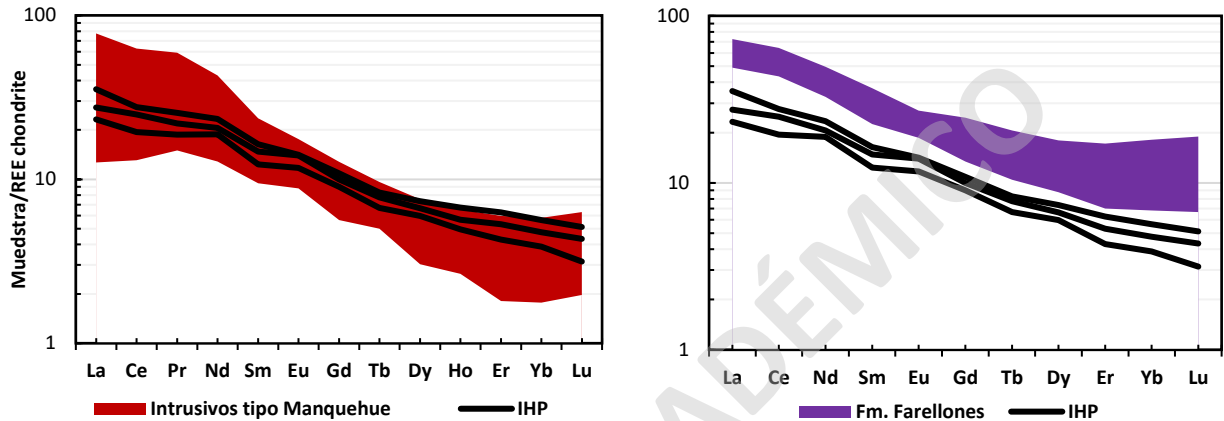 Muedstra/REE chondrite
100
10
1
La Ce Pr Nd Sm Eu Gd Tb Dy Ho Er Yb Lu
Intrusivos tipo Manquehue IHP
100
10
1
La Ce Nd Sm Eu Gd Tb Dy Er Yb Lu
Fm. Farellones IHP
ADÉMICO